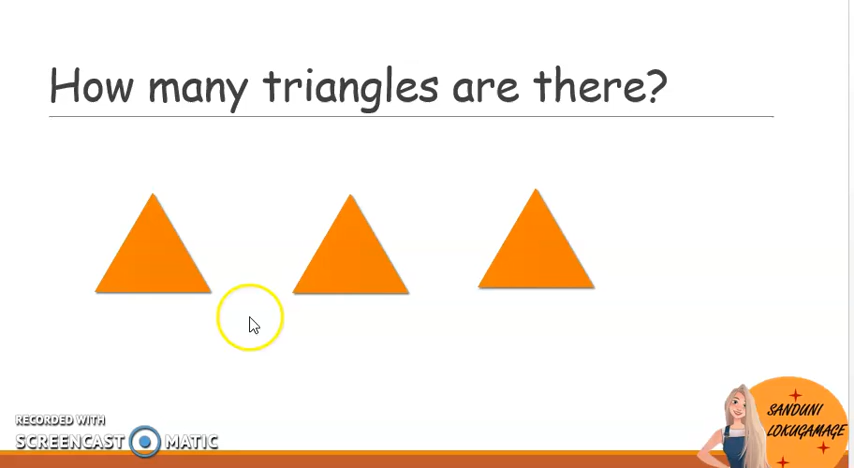 How many triangles are there?
RECORDED WITH
SCREENCAST MATIC
SANDUNI
LOKUGAMAGE